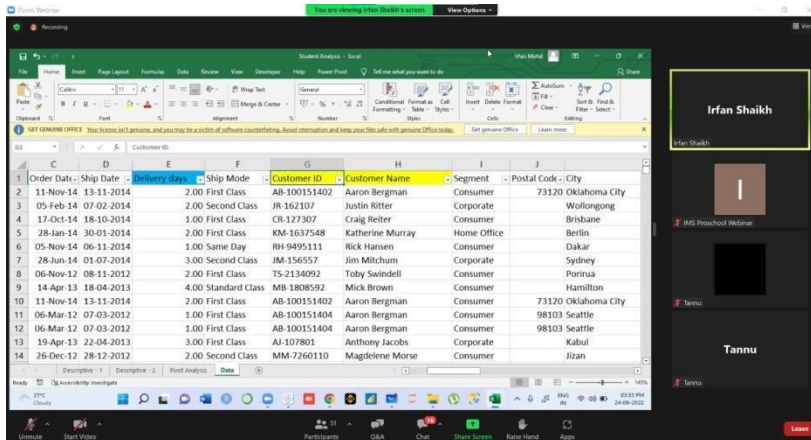 Zoom Webinar
You are viewing Irfan Shaikh's screen View Options
Recording View
Student Analysis - Excel Irfan Mohd
File Home Insert Page Layout Formulas Data Review View Developer Help Power Pivot Tell me what you want to do Share
Calibri 11 Wrap Text General AutoSum
Fill
Paste Merge & Center Conditional Format as Cell Insert Delete Format Clear Sort & Find &
Formatting Table Styles Filter Select
Clipboard Font Alignment Number Styles Cells Editing
GET GENUINE OFFICE Your license isn't genuine, and you may be a victim of software counterfeiting. Avoid interruption and keep your files safe with genuine Office today. Get genuine Office Learn more
G1 Customer ID
C D E F G H I J
1 Order Date Ship Date Delivery days Ship Mode Customer ID Customer Name Segment Postal Code City
2 11-Nov-14 13-11-2014 2.00 First Class AB-100151402 Aaron Bergman Consumer 73120 Oklahoma City
3 05-Feb-14 07-02-2014 2.00 Second Class JR-162107 Justin Ritter Corporate Wollongong
4 17-Oct-14 18-10-2014 1.00 First Class CR-127307 Craig Reiter Consumer Brisbane
5 28-Jan-14 30-01-2014 2.00 First Class KM-1637548 Katherine Murray Home Office Berlin
6 05-Nov-14 06-11-2014 1.00 Same Day RH-9495111 Rick Hansen Consumer Dakar
7 28-Jun-14 01-07-2014 3.00 Second Class JM-156557 Jim Mitchum Corporate Sydney
8 06-Nov-12 08-11-2012 2.00 First Class TS-2134092 Toby Swindell Consumer Porirua
9 14-Apr-13 18-04-2013 4.00 Standard Class MB-1808592 Mick Brown Consumer Hamilton
10 11-Nov-14 13-11-2014 2.00 First Class AB-100151402 Aaron Bergman Consumer 73120 Oklahoma City
11 06-Mar-12 07-03-2012 1.00 First Class AB-100151404 Aaron Bergman Consumer 98103 Seattle
12 06-Mar-12 07-03-2012 1.00 First Class AB-100151404 Aaron Bergman Consumer 98103 Seattle
13 19-Apr-13 22-04-2013 3.00 First Class AJ-107801 Anthony Jacobs Corporate Kabul
14 26-Dec-12 28-12-2012 2.00 Second Class MM-7260110 Magdelene Morse Consumer Jizan
Descriptive - 1 Descriptive - 2 Pivot Analysis Data
Ready Accessibility: Investigate 145%
27°C
Cloudy
ENG
IN
03:33 PM
24-06-2022
Irfan Shaikh
Irfan Shaikh
I
IMS Proschool Webinar
Tannu
Tannu
Tannu
51 16
Unmute Start Video Participants Q&A Chat Share Screen Raise Hand Apps Leave